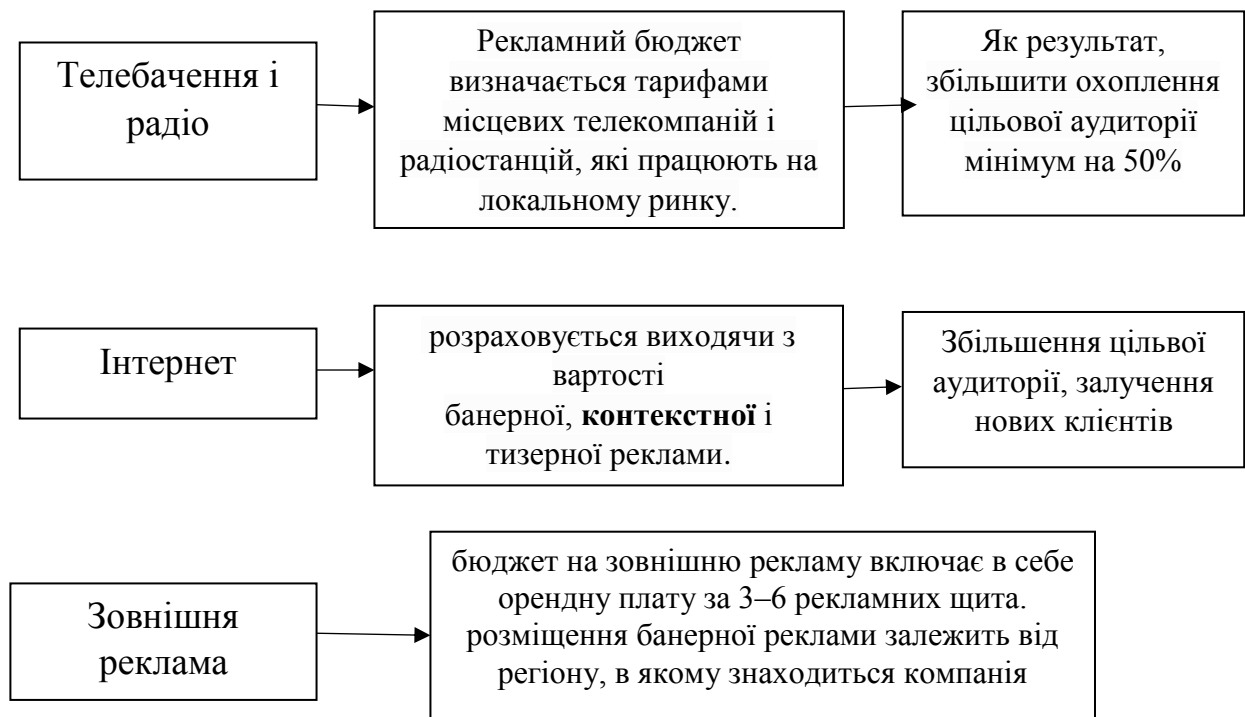 Телебачення і
радіо
Рекламний бюджет
визначається тарифами
місцевих телекомпаній і
радіостанцій, які працюють на
локальному ринку.
Як результат,
збільшити охоплення
цільової аудиторії
мінімум на 50%
Інтернет
розраховується виходячи з
вартості
банерної, контекстної і
тизерної реклами.
Збільшення цільвої
аудиторії, залучення
нових клієнтів
Зовнішня
реклама
бюджет на зовнішню рекламу включає в себе
орендну плату за 3–6 рекламних щита.
розміщення банерної реклами залежить від
регіону, в якому знаходиться компанія